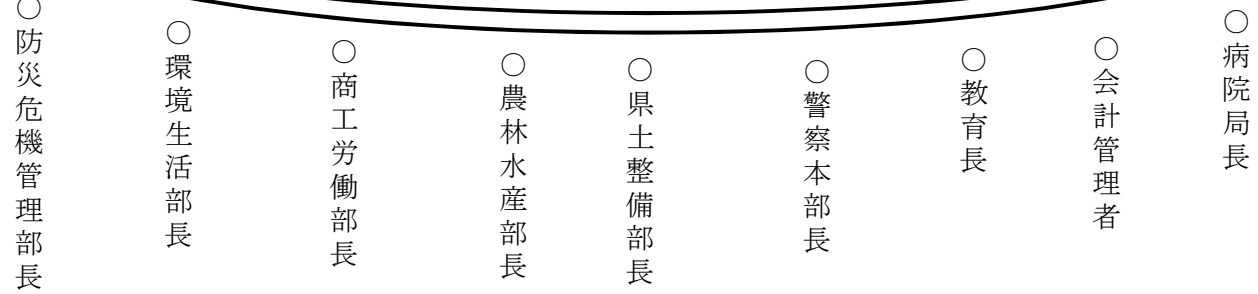 ○病院局長
○会計管理者
○教育長
○警察本部長
○県土整備部長
○農林水産部長
○商工労働部長
○環境生活部長
○防災危機管理部長